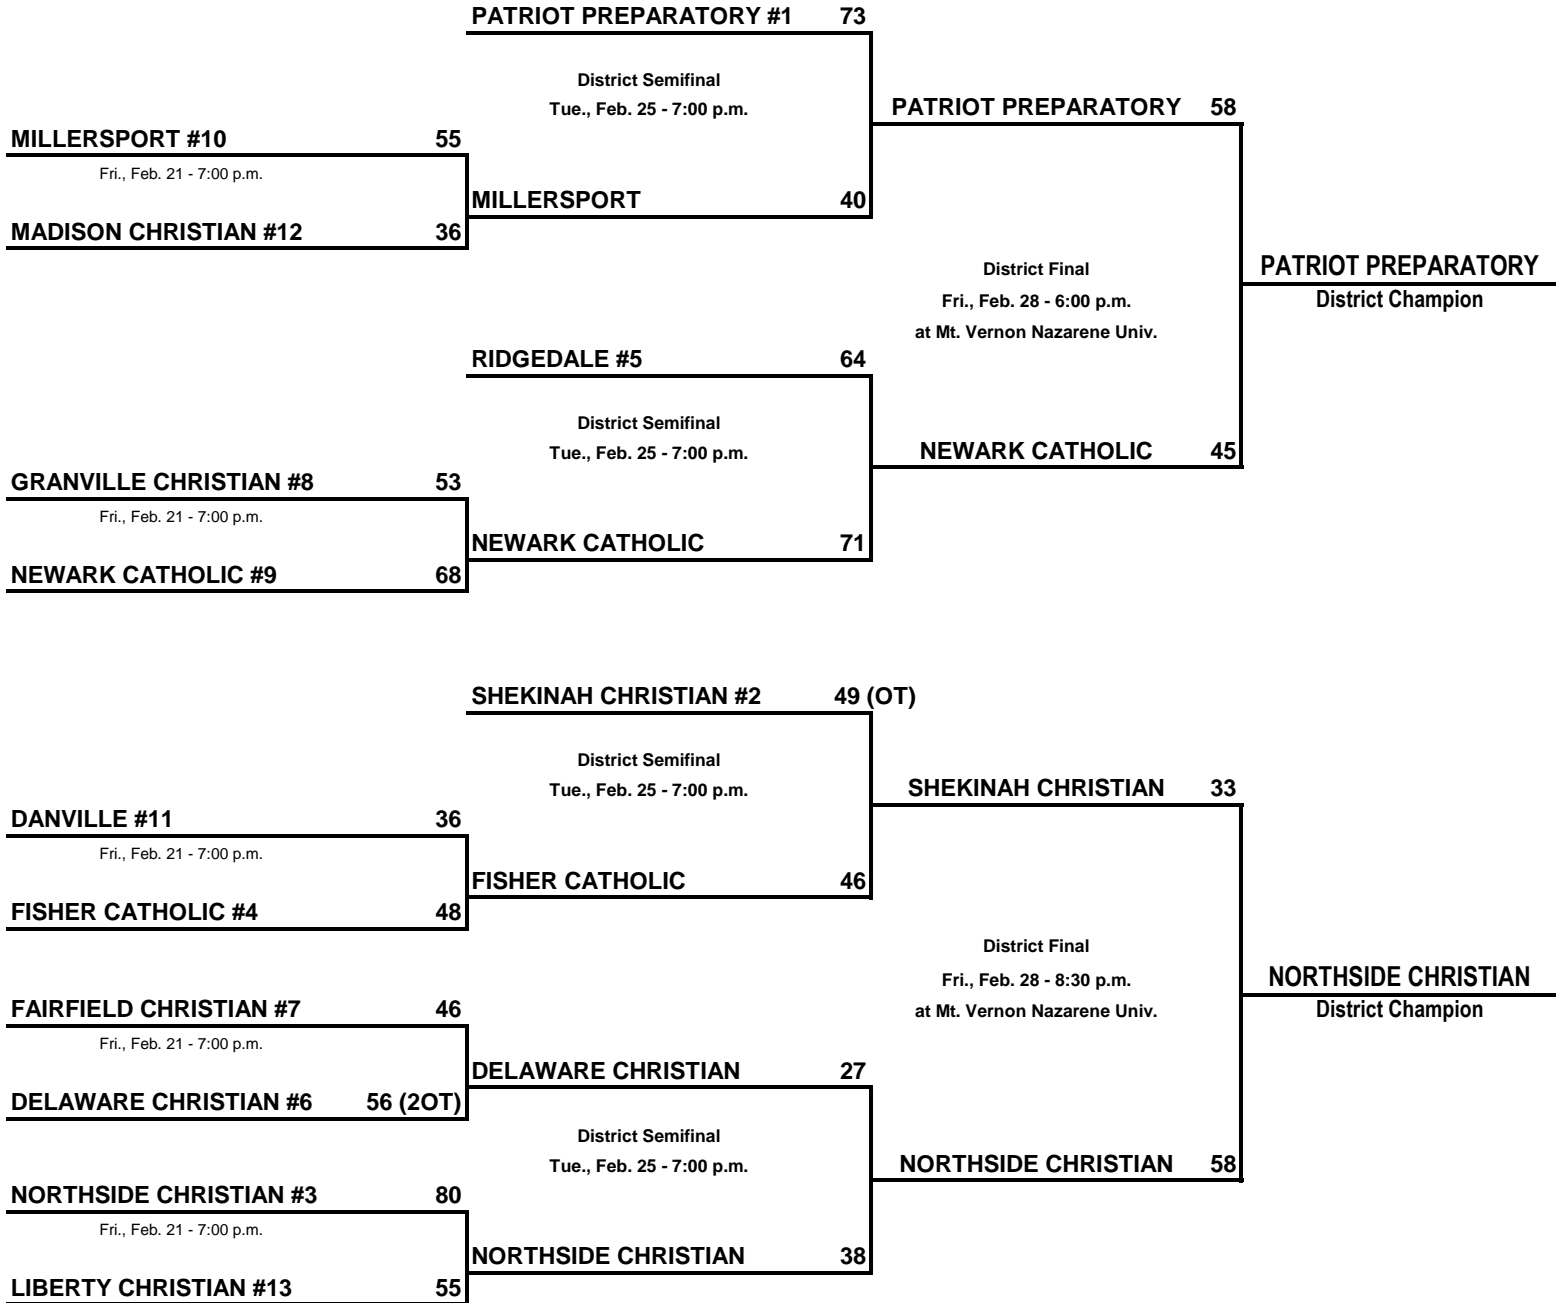 PATRIOT PREPARATORY #1 73
District Semifinal
Tue., Feb. 25 - 7:00 p.m.
PATRIOT PREPARATORY 58
MILLERSPORT #10 55
Fri., Feb. 21 - 7:00 p.m.
MILLERSPORT 40
MADISON CHRISTIAN #12 36
District Final
Fri., Feb. 28 - 6:00 p.m.
at Mt. Vernon Nazarene Univ.
PATRIOT PREPARATORY
District Champion
RIDGEDALE #5 64
District Semifinal
Tue., Feb. 25 - 7:00 p.m.
NEWARK CATHOLIC 45
GRANVILLE CHRISTIAN #8 53
Fri., Feb. 21 - 7:00 p.m.
NEWARK CATHOLIC 71
NEWARK CATHOLIC #9 68
SHEKINAH CHRISTIAN #2 49 (OT)
District Semifinal
Tue., Feb. 25 - 7:00 p.m.
SHEKINAH CHRISTIAN 33
DANVILLE #11 36
Fri., Feb. 21 - 7:00 p.m.
FISHER CATHOLIC 46
FISHER CATHOLIC #4 48
District Final
Fri., Feb. 28 - 8:30 p.m.
at Mt. Vernon Nazarene Univ.
NORTHSIDE CHRISTIAN
District Champion
FAIRFIELD CHRISTIAN #7 46
Fri., Feb. 21 - 7:00 p.m.
DELAWARE CHRISTIAN 27
DELAWARE CHRISTIAN #6 56 (2OT)
District Semifinal
Tue., Feb. 25 - 7:00 p.m.
NORTHSIDE CHRISTIAN 58
NORTHSIDE CHRISTIAN #3 80
Fri., Feb. 21 - 7:00 p.m.
NORTHSIDE CHRISTIAN 38
LIBERTY CHRISTIAN #13 55